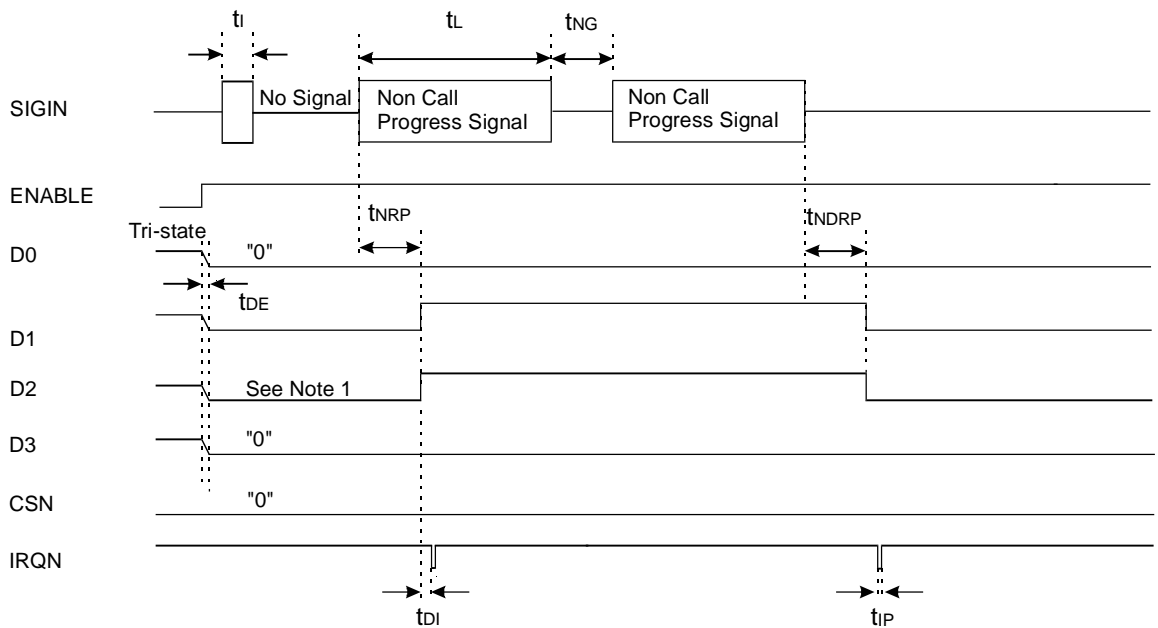 tI
tL
tNG
SIGIN
No Signal
Non Call
Progress Signal
Non Call
Progress Signal
ENABLE
tNRP
tNDRP
Tri-state
D0
"0"
tDE
D1
D2
See Note 1
D3
"0"
CSN
"0"
IRQN
tDI
tIP